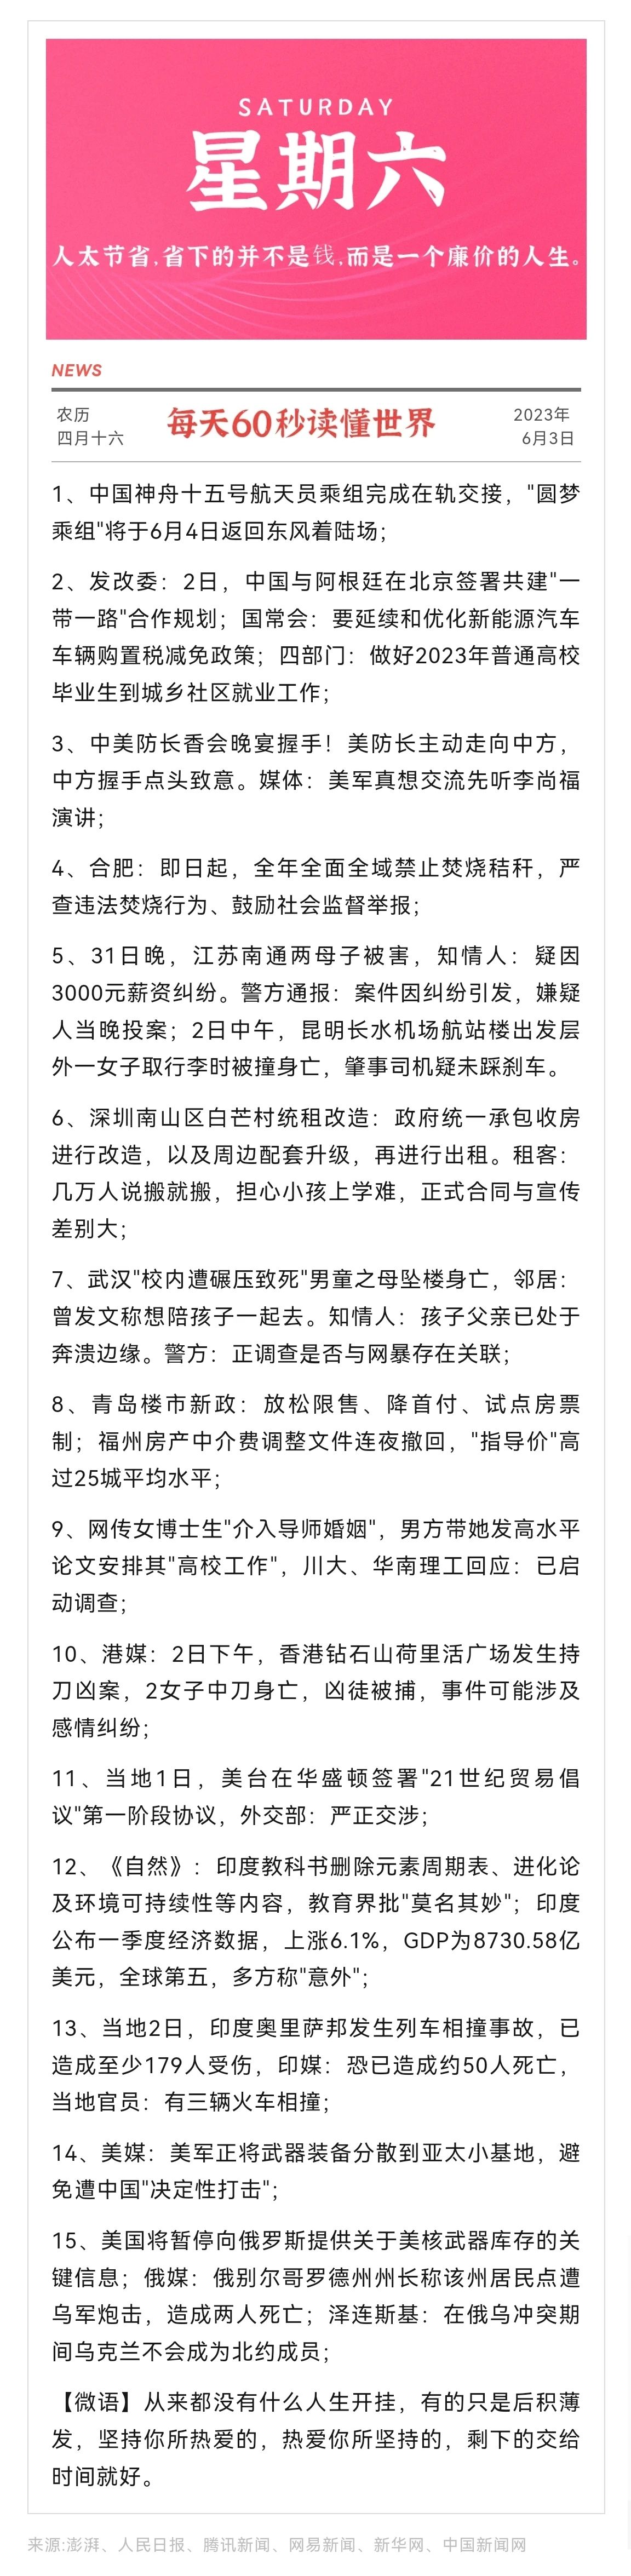 SATURDAY
星期六
人太节省,省下的并不是钱,而是一个廉价的人生。
NEWS
农历
四月十六
每天60秒读懂世界
2023年
6月3日
1、中国神舟十五号航天员乘组完成在轨交接，"圆梦
乘组"将于6月4日返回东风着陆场；
2、发改委：2日，中国与阿根廷在北京签署共建"一
带一路"合作规划；国常会：要延续和优化新能源汽车
车辆购置税减免政策；四部门：做好2023年普通高校
毕业生到城乡社区就业工作；
3、中美防长香会晚宴握手！美防长主动走向中方，
中方握手点头致意。媒体：美军真想交流先听李尚福
演讲；
4、合肥：即日起，全年全面全域禁止焚烧秸秆，严
查违法焚烧行为、鼓励社会监督举报；
5、31日晚，江苏南通两母子被害，知情人：疑因
3000元薪资纠纷。警方通报：案件因纠纷引发，嫌疑
人当晚投案；2日中午，昆明长水机场航站楼出发层
外一女子取行李时被撞身亡，肇事司机疑未踩刹车。
6、深圳南山区白芒村统租改造：政府统一承包收房
进行改造，以及周边配套升级，再进行出租。租客：
几万人说搬就搬，担心小孩上学难，正式合同与宣传
差别大；
7、武汉"校内遭碾压致死"男童之母坠楼身亡，邻居：
曾发文称想陪孩子一起去。知情人：孩子父亲已处于
奔溃边缘。警方：正调查是否与网暴存在关联；
8、青岛楼市新政：放松限售、降首付、试点房票
制；福州房产中介费调整文件连夜撤回，"指导价"高
过25城平均水平；
9、网传女博士生"介入导师婚姻"，男方带她发高水平
论文安排其"高校工作"，川大、华南理工回应：已启
动调查；
10、港媒：2日下午，香港钻石山荷里活广场发生持
刀凶案，2女子中刀身亡，凶徒被捕，事件可能涉及
感情纠纷；
11、当地1日，美台在华盛顿签署"21世纪贸易倡
议"第一阶段协议，外交部：严正交涉；
12、《自然》：印度教科书删除元素周期表、进化论
及环境可持续性等内容，教育界批"莫名其妙"；印度
公布一季度经济数据，上涨6.1%，GDP为8730.58亿
美元，全球第五，多方称"意外"；
13、当地2日，印度奥里萨邦发生列车相撞事故，已
造成至少179人受伤，印媒：恐已造成约50人死亡，
当地官员：有三辆火车相撞；
14、美媒：美军正将武器装备分散到亚太小基地，避
免遭中国"决定性打击"；
15、美国将暂停向俄罗斯提供关于美核武器库存的关
键信息；俄媒：俄别尔哥罗德州州长称该州居民点遭
乌军炮击，造成两人死亡；泽连斯基：在俄乌冲突期
间乌克兰不会成为北约成员；
【微语】从来都没有什么人生开挂，有的只是后积薄
发，坚持你所热爱的，热爱你所坚持的，剩下的交给
时间就好。
来源:澎湃、人民日报、腾讯新闻、网易新闻、新华网、中国新闻网